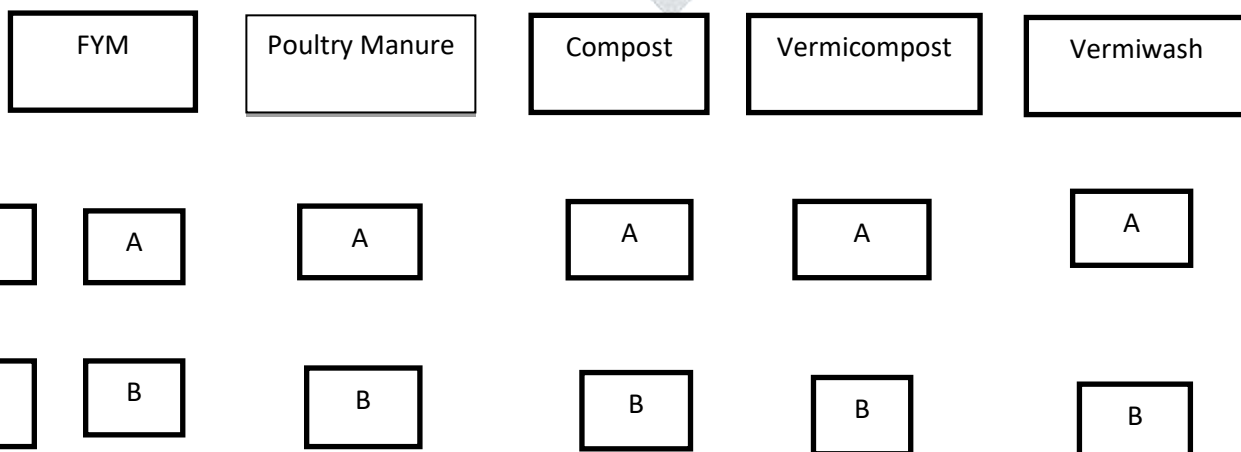 FYM
Poultry Manure
Compost
Vermicompost
Vermiwash
A
A
A
A
A
B
B
B
B
B